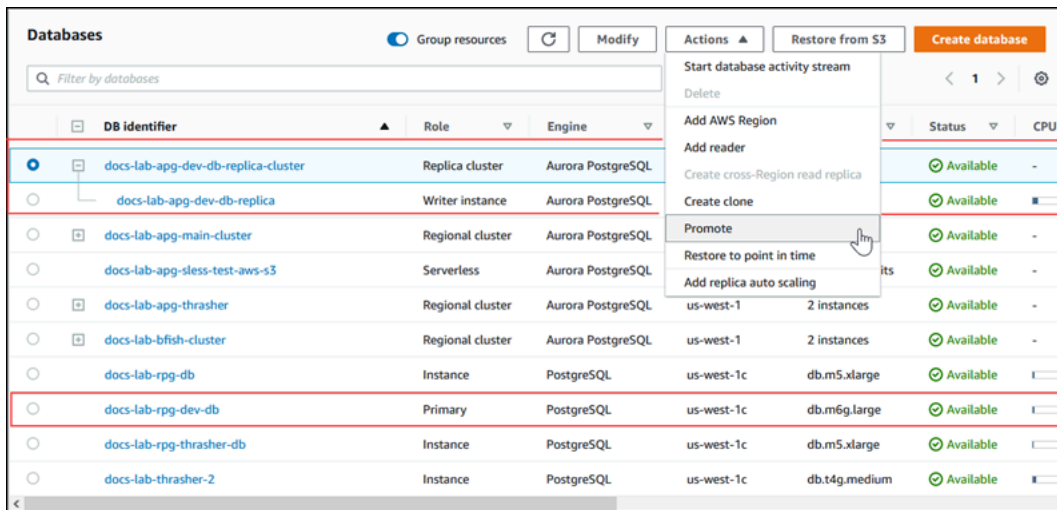 Databases Group resources Modify Actions ▲ Restore from S3 Create database
Filter by databases
Start database activity stream
< 1 >
Delete
DB identifier ▲ Role Engine
Add AWS Region
Status CPU
Add reader
docs-lab-apg-dev-db-replica-cluster Replica cluster Aurora PostgreSQL
Create cross-Region read replica
Available -
docs-lab-apg-dev-db-replica Writer instance Aurora PostgreSQL
Create clone
Available
docs-lab-apg-main-cluster Regional cluster Aurora PostgreSQL
Promote
Available -
Restore to point in time
docs-lab-apg-sless-test-aws-s3 Serverless Aurora PostgreSQL
its Available -
Add replica auto scaling
docs-lab-apg-thrasher Regional cluster Aurora PostgreSQL us-west-1 2 instances Available -
docs-lab-bfish-cluster Regional cluster Aurora PostgreSQL us-west-1 2 instances Available -
docs-lab-rpg-db Instance PostgreSQL us-west-1c db.m5.xlarge Available
docs-lab-rpg-dev-db Primary PostgreSQL us-west-1c db.m6g.large Available
docs-lab-rpg-thrasher-db Instance PostgreSQL us-west-1c db.m5.xlarge Available
docs-lab-thrasher-2 Instance PostgreSQL us-west-1c db.t4g.medium Available